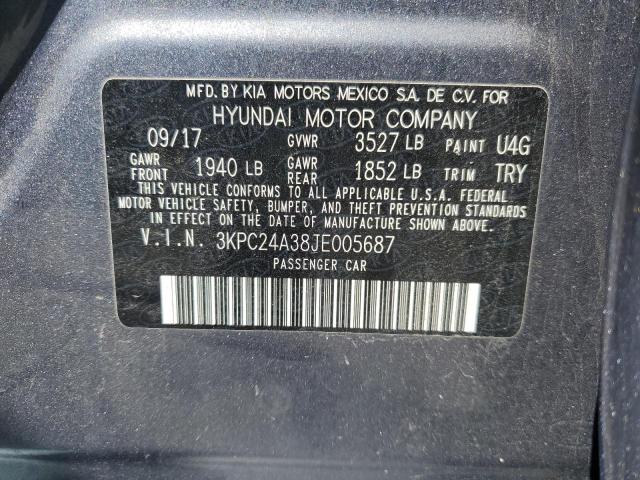 MFD. BY KIA MOTORS MEXICO S.A. DE C.V. FOR
HYUNDAI MOTOR COMPANY
09/17 GVWR 3527 LB PAINT U4G
GAWR FRONT 1940 LB GAWR REAR 1852 LB TRIM TRY
THIS VEHICLE CONFORMS TO ALL APPLICABLE U.S.A. FEDERAL
MOTOR VEHICLE SAFETY, BUMPER, AND THEFT PREVENTION STANDARDS
IN EFFECT ON THE DATE OF MANUFACTURE SHOWN ABOVE.
V.I.N. 3KPC24A38JE005687
PASSENGER CAR